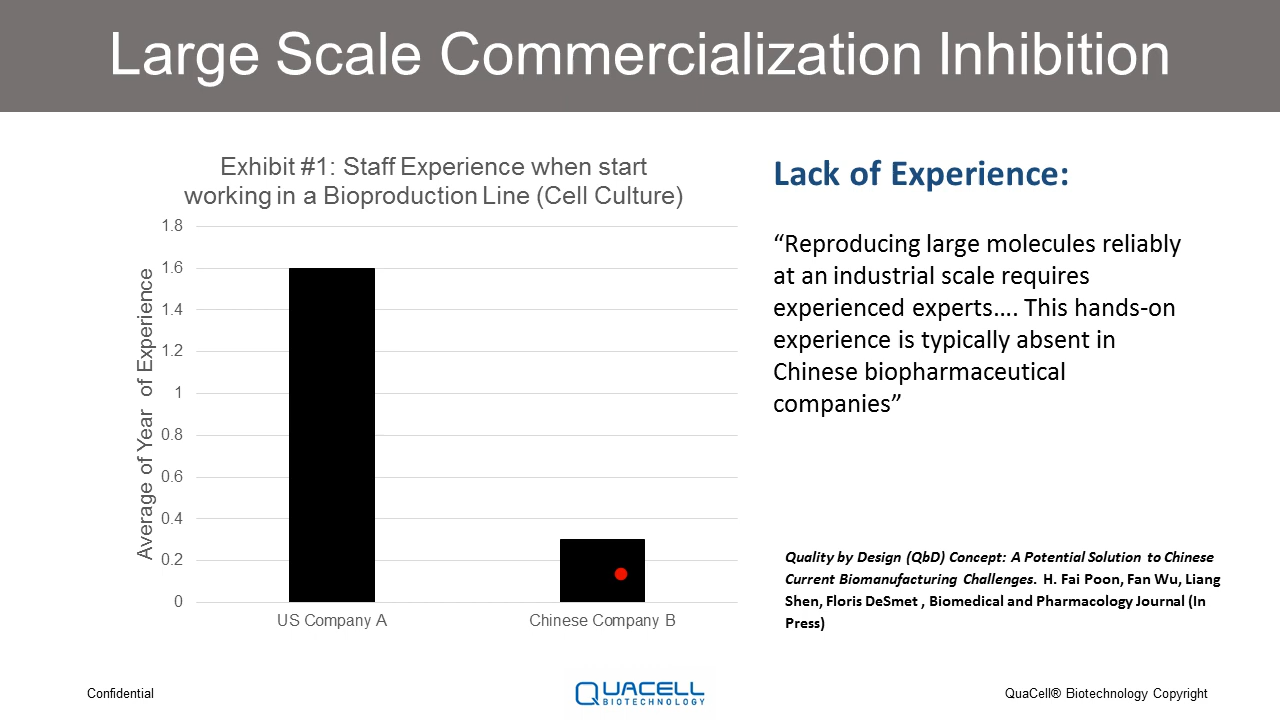 Large Scale Commercialization Inhibition
Exhibit #1: Staff Experience when start
working in a Bioproduction Line (Cell Culture)
Average of Year of Experience
1.8
1.6
1.4
1.2
1
0.8
0.6
0.4
0.2
0
US Company A
Chinese Company B
Lack of Experience:
“Reproducing large molecules reliably
at an industrial scale requires
experienced experts…. This hands-on
experience is typically absent in
Chinese biopharmaceutical
companies”
Quality by Design (QbD) Concept: A Potential Solution to Chinese
Current Biomanufacturing Challenges. H. Fai Poon, Fan Wu, Liang
Shen, Floris DeSmet , Biomedical and Pharmacology Journal (In
Press)
Confidential
QUACELL
BIOTECHNOLOGY
QuaCell® Biotechnology Copyright